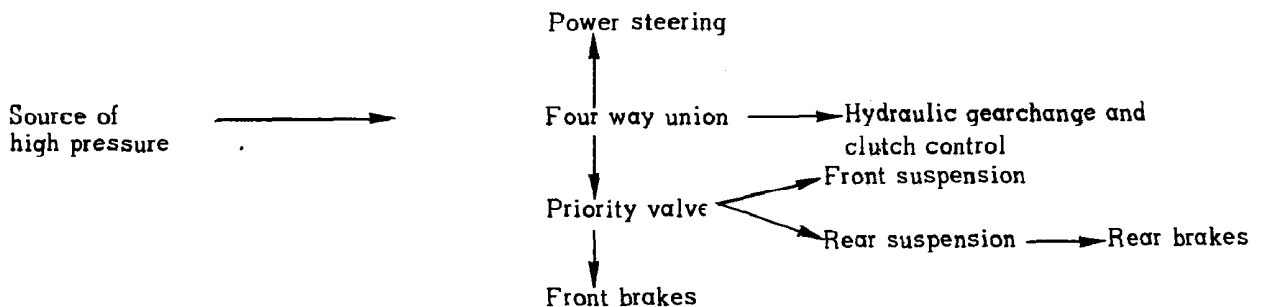 Power steering
Source of
high pressure
Four way union
Hydraulic gearchange and
clutch control
Front suspension
Priority valve
Rear suspension
Rear brakes
Front brakes